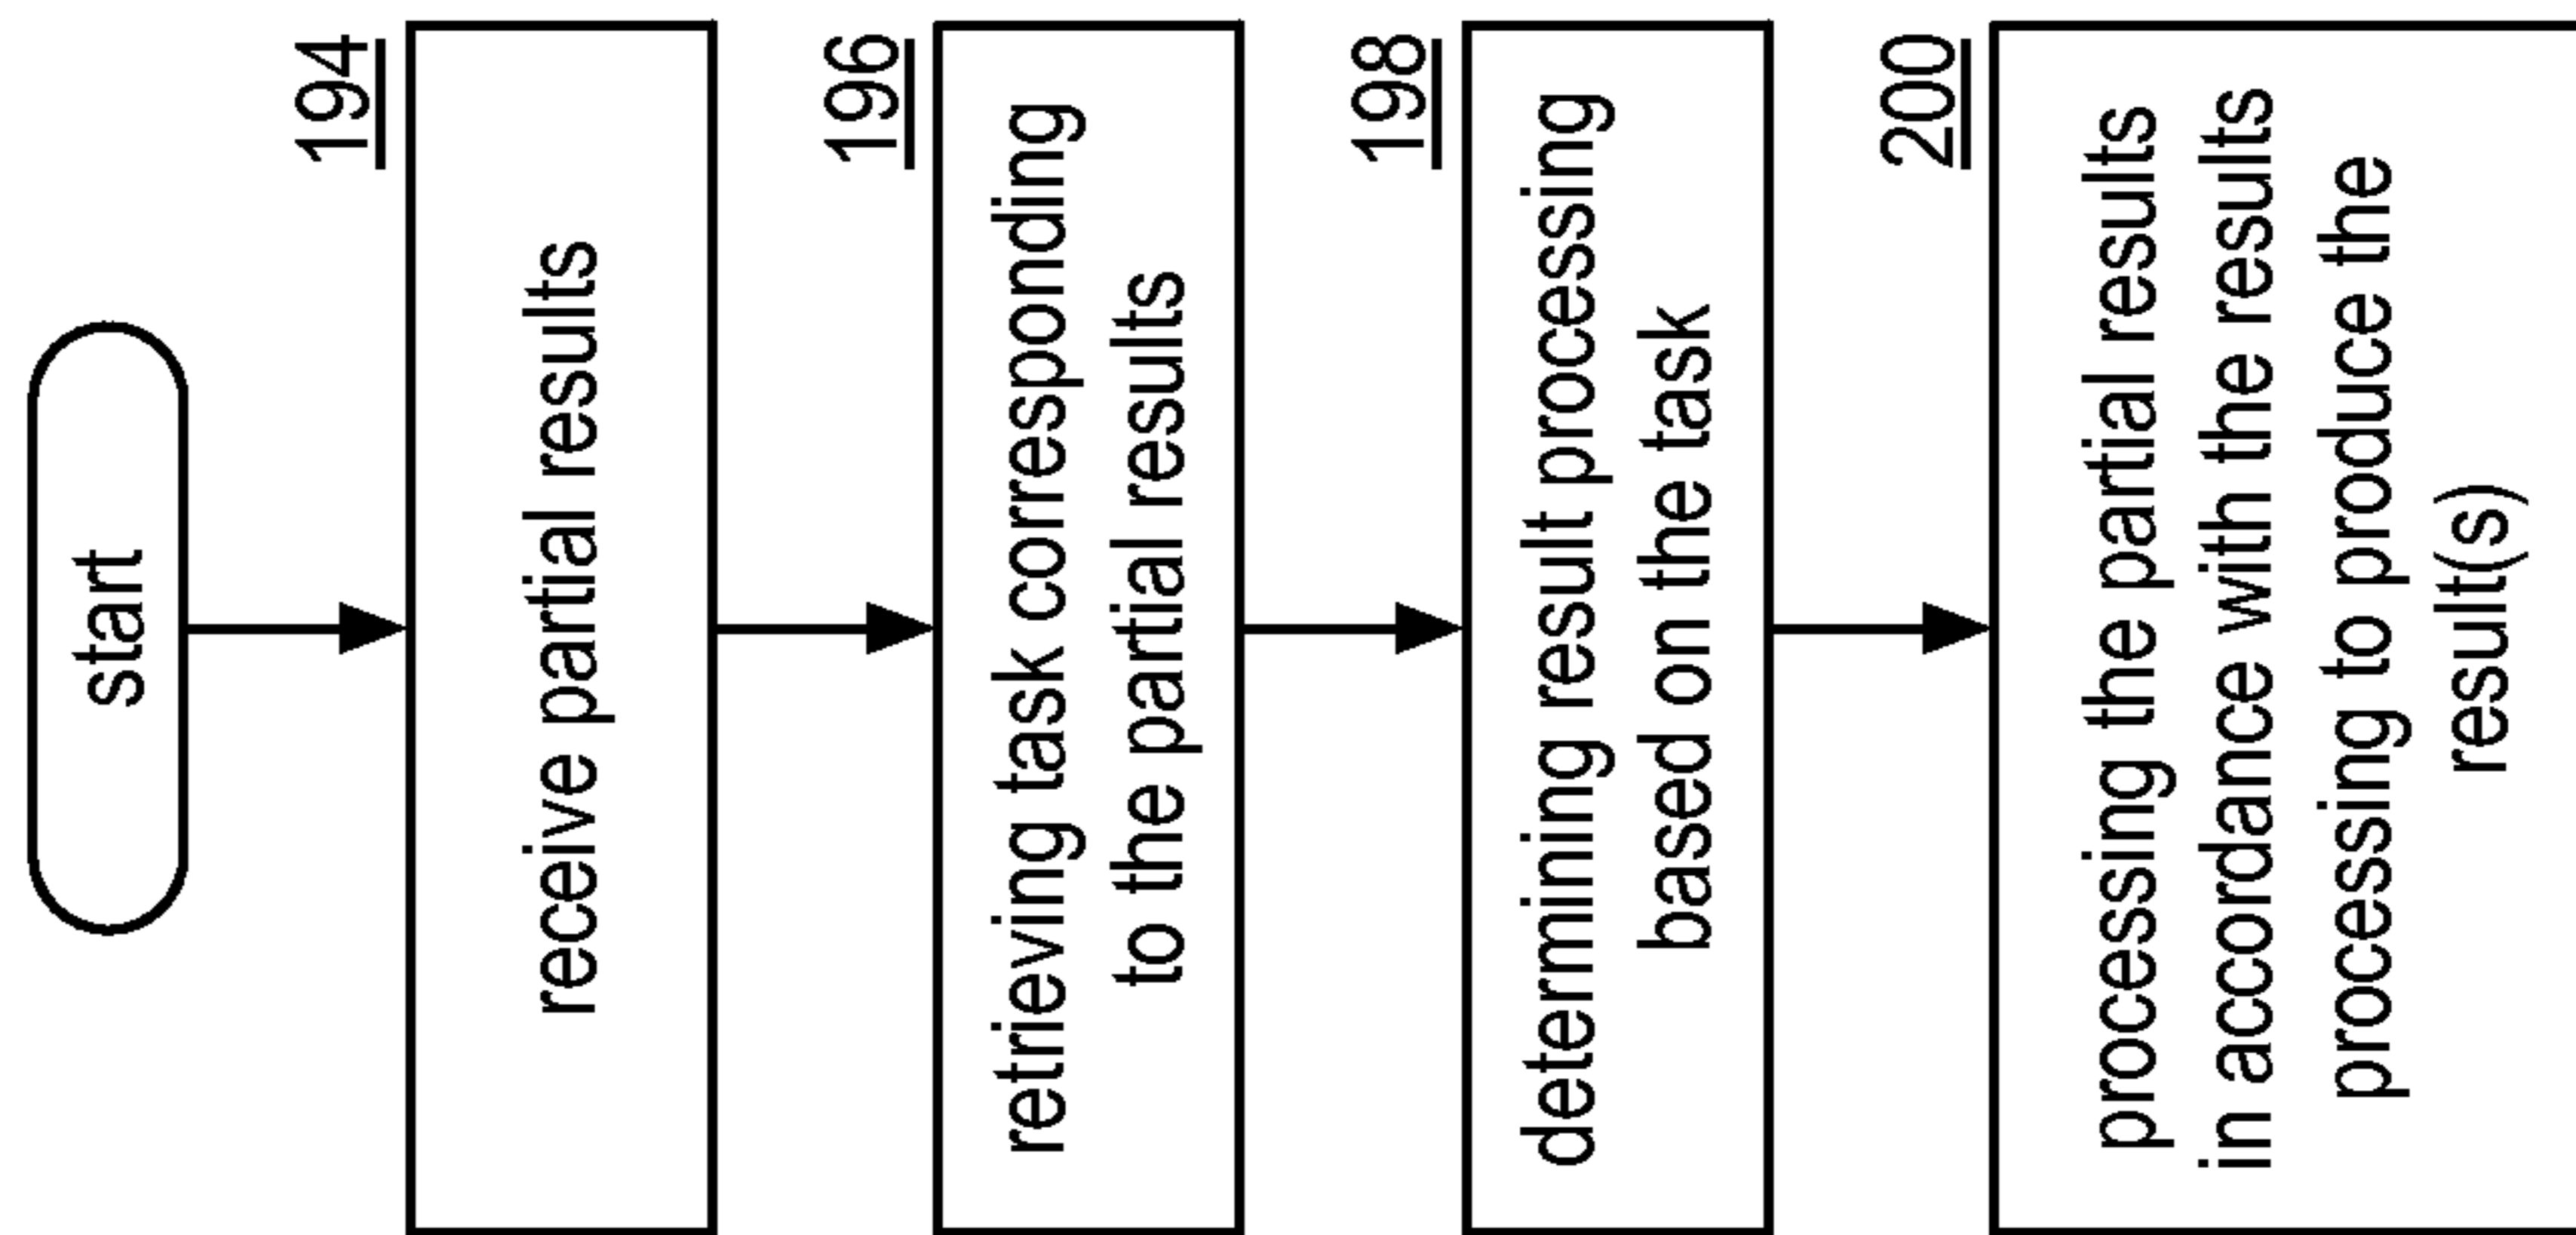 start
194
receive partial results
196
retrieving task corresponding
to the partial results
198
determining result processing
based on the task
200
processing the partial results
in accordance with the results
processing to produce the
result(s)